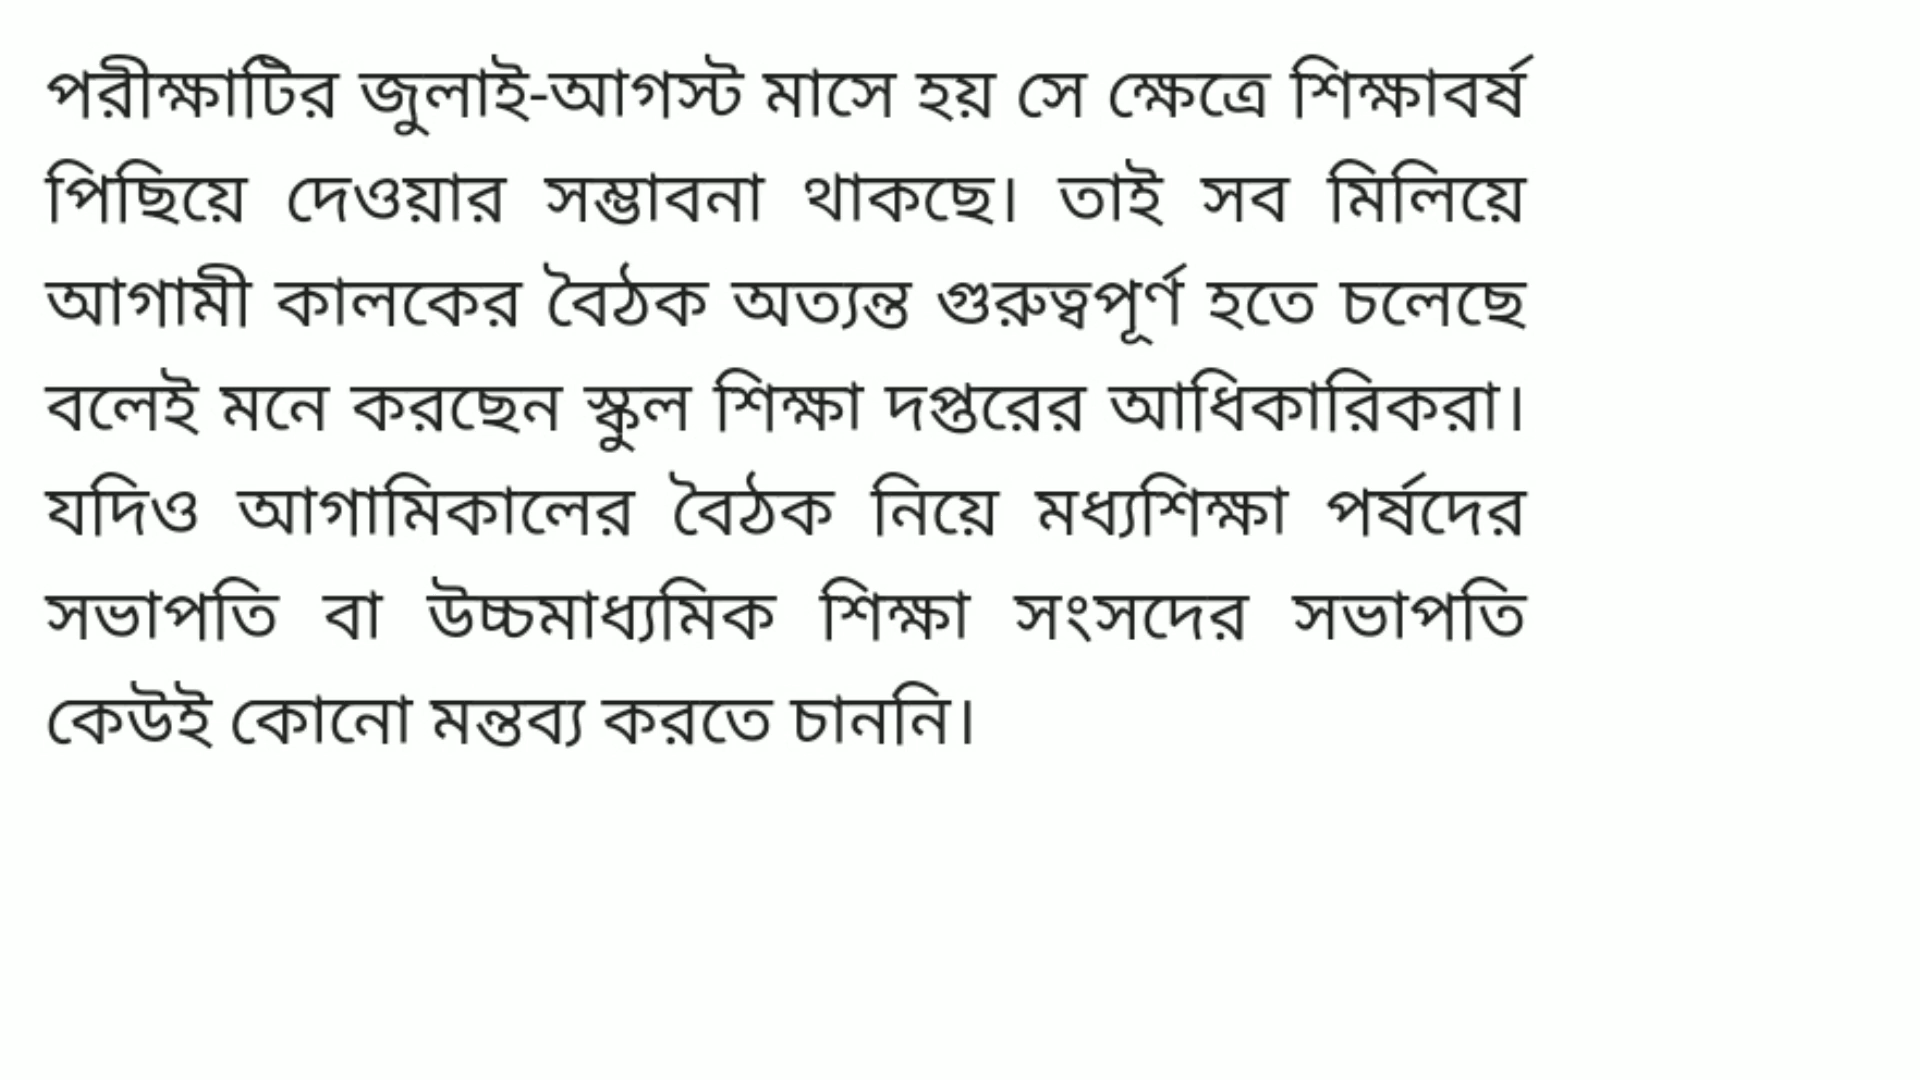 পরীক্ষাটির জুলাই-আগস্ট মাসে হয় সে ক্ষেত্রে শিক্ষাবর্ষ
পিছিয়ে দেওয়ার সম্ভাবনা থাকছে। তাই সব মিলিয়ে
আগামী কালকের বৈঠক অত্যন্ত গুরুত্বপূর্ণ হতে চলেছে
বলেই মনে করছেন স্কুল শিক্ষা দপ্তরের আধিকারিকরা।
যদিও আগামিকালের বৈঠক নিয়ে মধ্যশিক্ষা পর্ষদের
সভাপতি বা উচ্চমাধ্যমিক শিক্ষা সংসদের সভাপতি
কেউই কোনো মন্তব্য করতে চাননি।